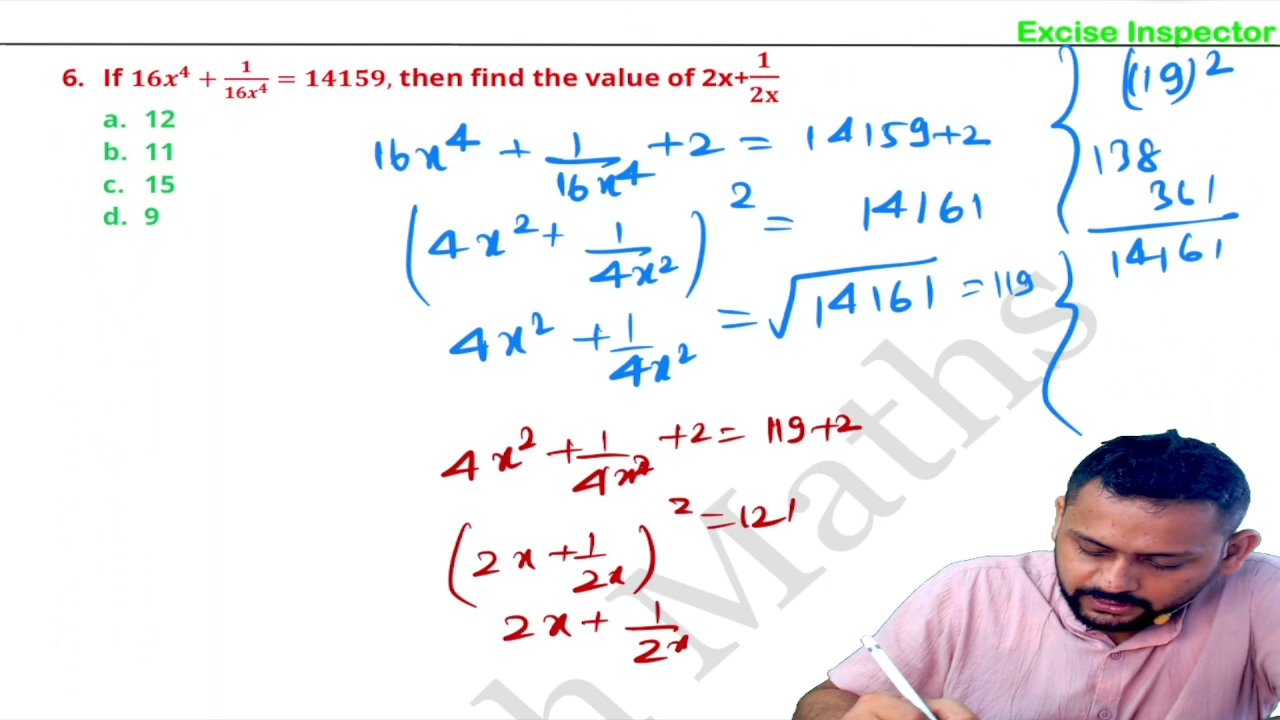 Excise Inspector
6. If 16x⁴ + 1/16x⁴ = 14159, then find the value of 2x+1/2x
a. 12
b. 11
c. 15
d. 9
16x⁴ + 1/16x⁴ + 2 = 14159+2
(4x² + 1/4x²)² = 14161
4x² + 1/4x² = √14161 = 119
4x² + 1/4x² + 2 = 119+2
(2x + 1/2x)² = 121
2x + 1/2x
(119)²
138
361
14161
h Maths